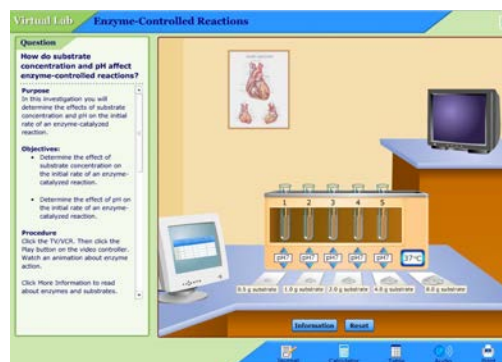 Virtual Lab
Enzyme-Controlled Reactions
Question
How do substrate
concentration and pH affect
enzyme-controlled reactions?
Purpose
In this investigation you will
determine the effects of substrate
concentration and pH on the initial
rate of an enzyme-catalyzed
reaction.
Objectives:
• Determine the effect of
substrate concentration on
the initial rate of an enzyme-
catalyzed reaction.
• Determine the effect of pH on
the initial rate of an enzyme-
catalyzed reaction.
Procedure
Click the TV/VCR. Then click the
Play button on the video controller.
Watch an animation about enzyme
action.
Click More Information to read
about enzymes and substrates.
1 2 3 4 5
pH7 pH7 pH7 pH7 pH7 37°C
0.5 g substrate 1.0 g substrate 2.0 g substrate 4.0 g substrate 8.0 g substrate
Information Reset